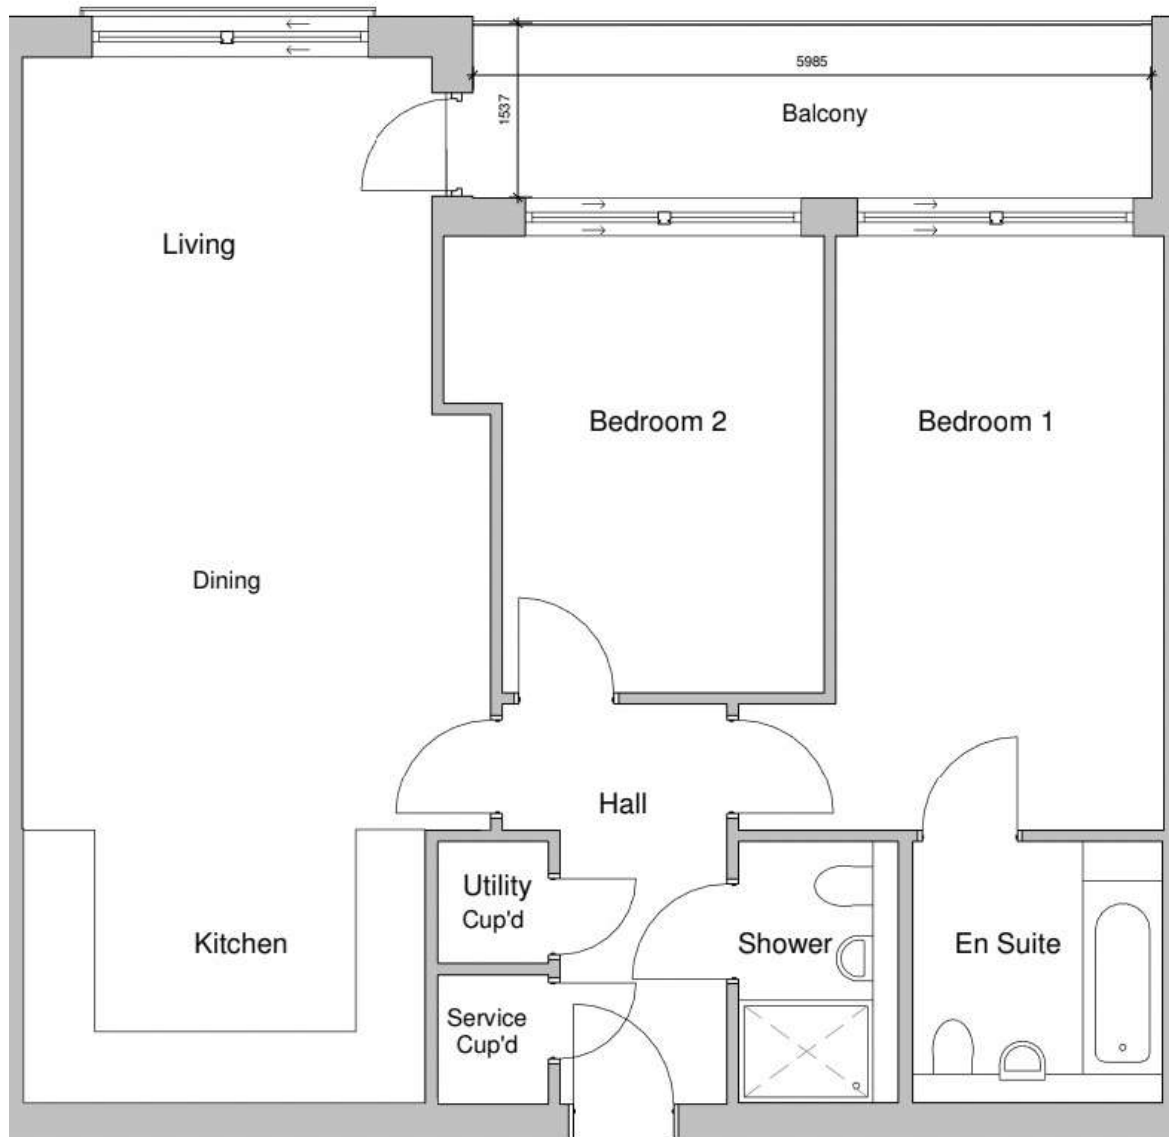 5985
1537
Balcony
Living
Bedroom 2
Bedroom 1
Dining
Hall
Utility
Cup'd
Kitchen
Shower
En Suite
Service
Cup'd